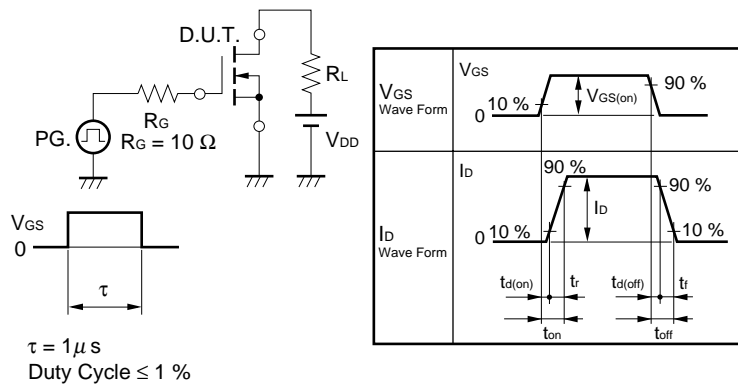 D.U.T.
RL
RG
PG.
RG = 10 Ω
VDD
VGS
0
τ
τ = 1μ s
Duty Cycle ≤ 1 %
VGS
Wave Form
VGS
10 %
0
VGS(on)
90 %
ID
Wave Form
ID
90 %
0 10 %
ID
90 %
10 %
td(on)
tr
td(off)
tf
ton
toff